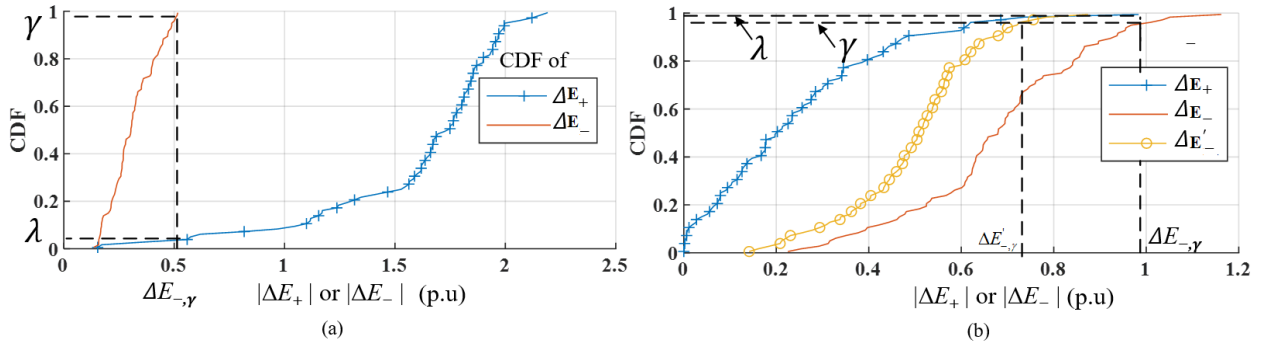 γ
1
0.8
0.6
0.4
0.2
λ
0
CDF
CDF of
ΔE₊
ΔE₋
0 0.5 1 1.5 2 2.5
ΔE₋,γ |ΔE₊| or |ΔE₋| (p.u)
(a)
1
0.8
0.6
0.4
0.2
0
CDF
λ γ
–
ΔE₊
ΔE₋
ΔE′₋
ΔE′₋,γ ΔE₋,γ
0 0.2 0.4 0.6 0.8 1 1.2
|ΔE₊| or |ΔE₋| (p.u)
(b)